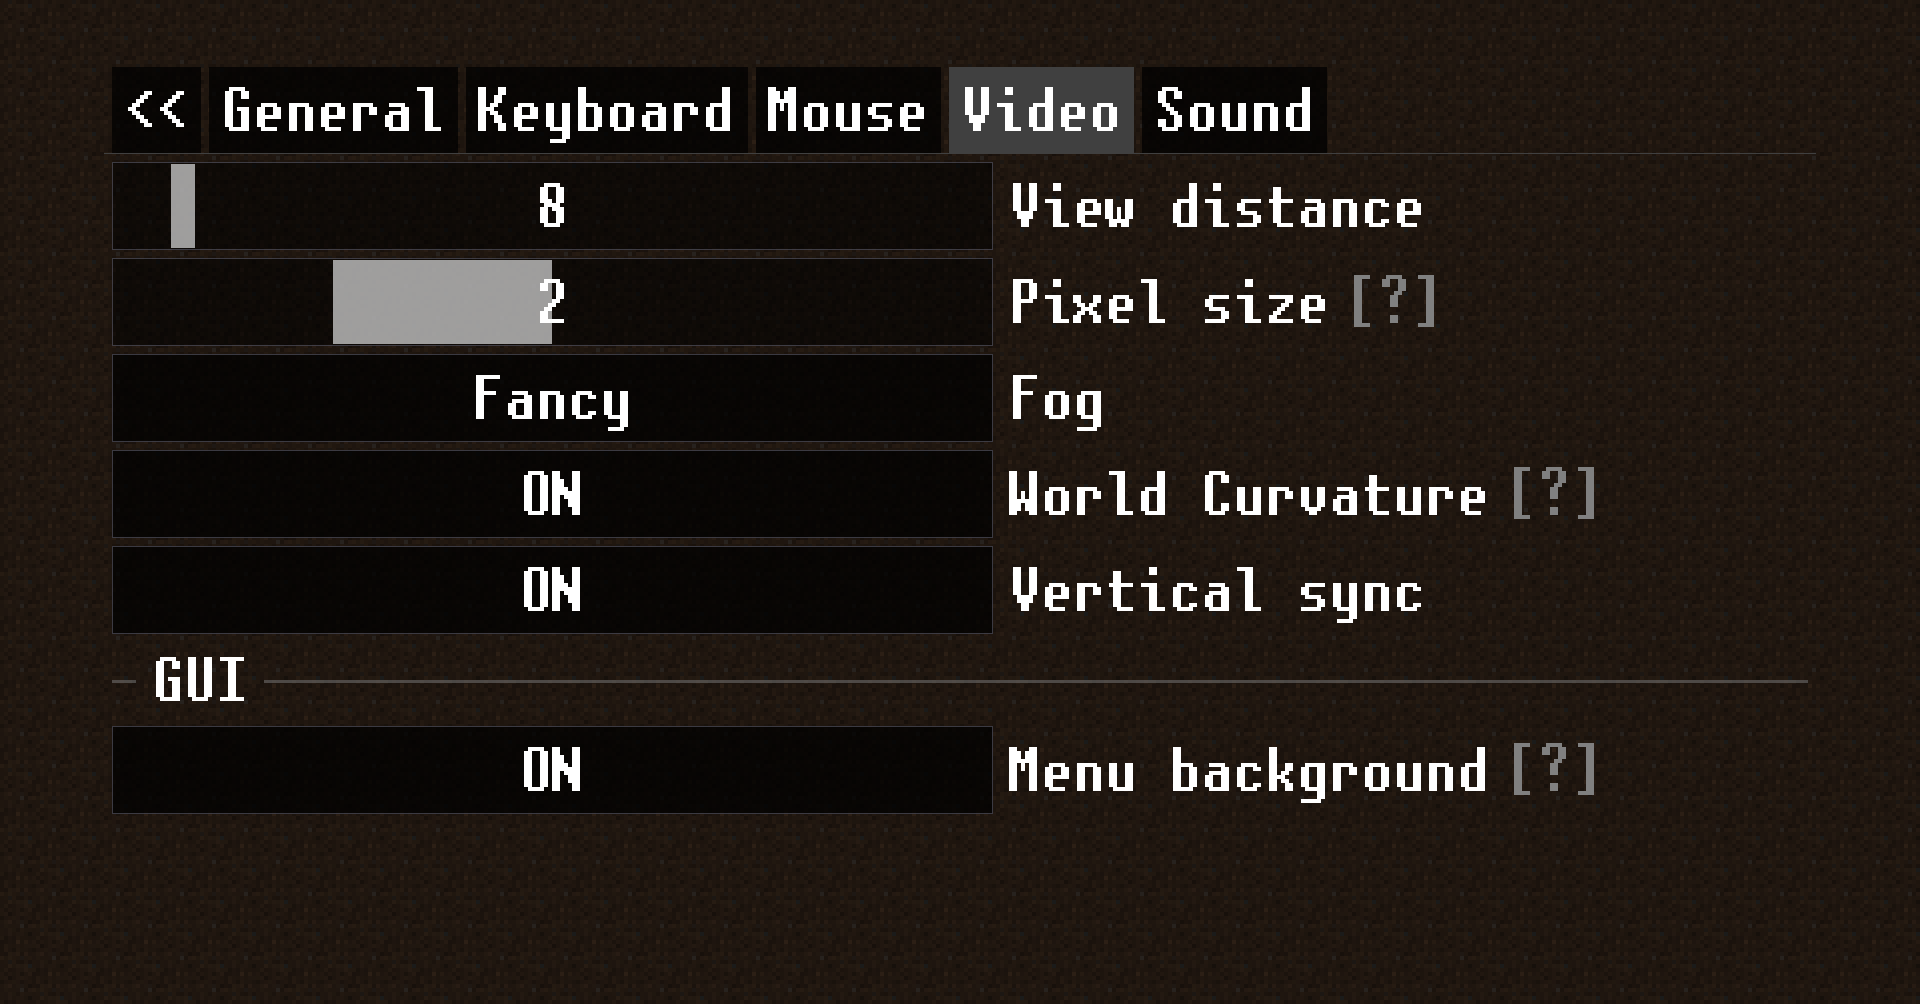 << General Keyboard Mouse Video Sound
8 View distance
2 Pixel size [?]
Fancy Fog
ON World Curvature [?]
ON Vertical sync
GUI
ON Menu background [?]